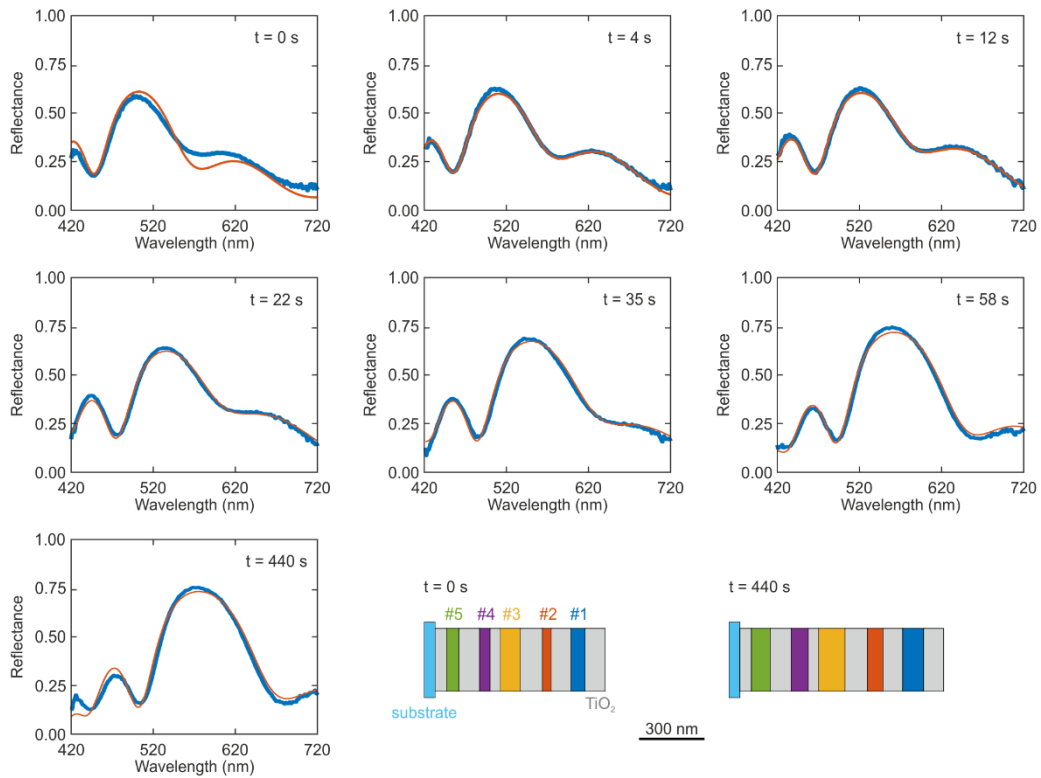 1.00
0.75
0.50
0.25
0.00
Reflectance
t = 0 s
420 520 620 720
Wavelength (nm)
1.00
0.75
0.50
0.25
0.00
Reflectance
t = 4 s
420 520 620 720
Wavelength (nm)
1.00
0.75
0.50
0.25
0.00
Reflectance
t = 12 s
420 520 620 720
Wavelength (nm)
1.00
0.75
0.50
0.25
0.00
Reflectance
t = 22 s
420 520 620 720
Wavelength (nm)
1.00
0.75
0.50
0.25
0.00
Reflectance
t = 35 s
420 520 620 720
Wavelength (nm)
1.00
0.75
0.50
0.25
0.00
Reflectance
t = 58 s
420 520 620 720
Wavelength (nm)
1.00
0.75
0.50
0.25
0.00
Reflectance
t = 440 s
420 520 620 720
Wavelength (nm)
t = 0 s
#5 #4 #3 #2 #1
substrate
TiO₂
t = 440 s
300 nm